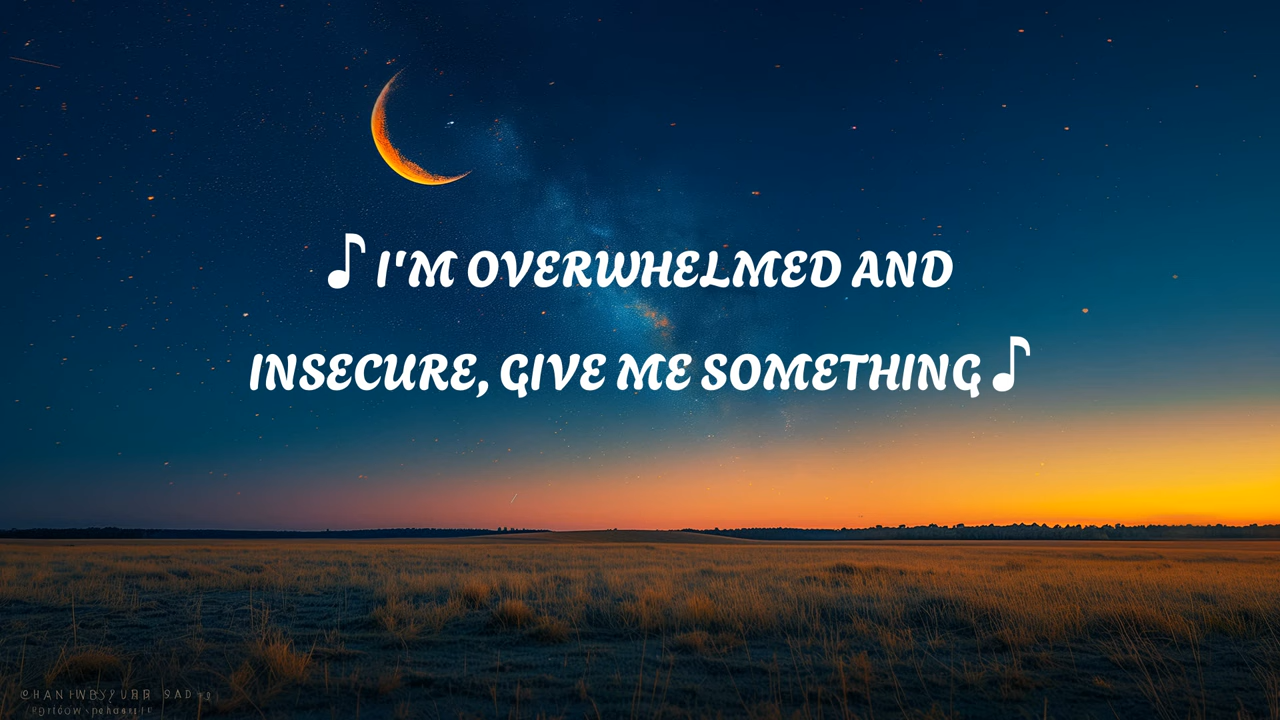 ♪ I'M OVERWHELMED AND
INSECURE, GIVE ME SOMETHING ♪